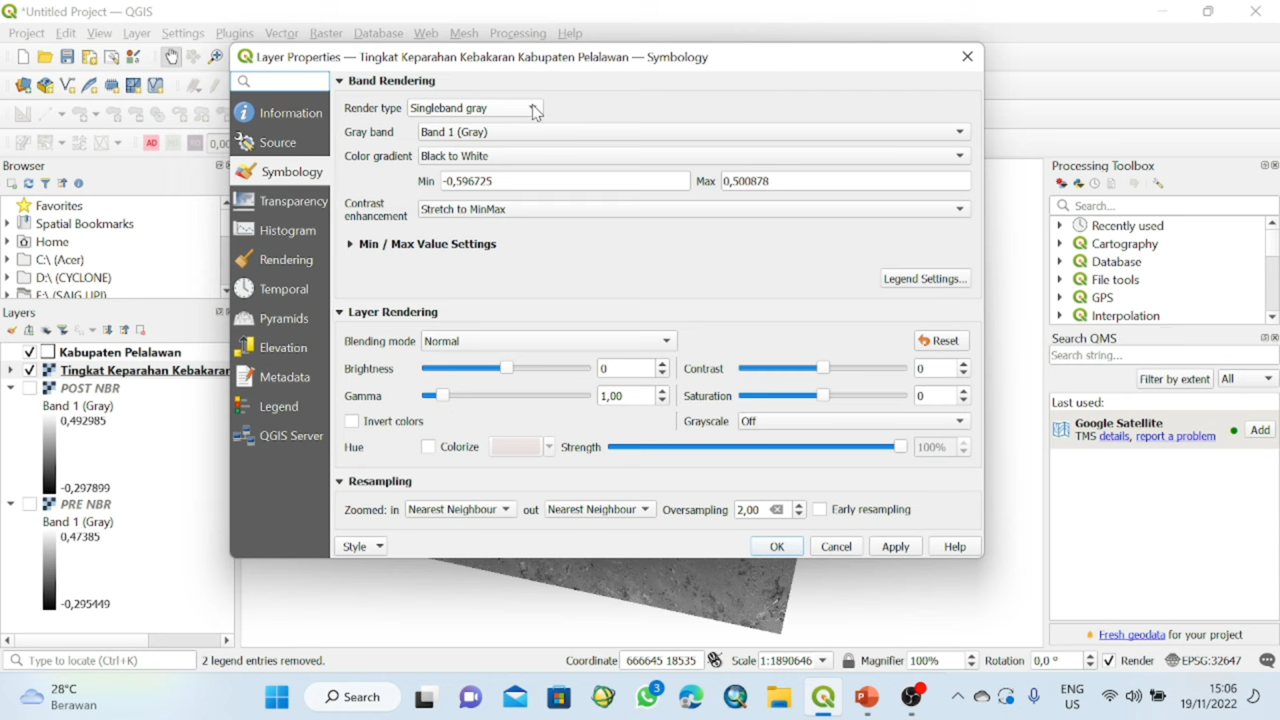 *Untitled Project — QGIS
Project Edit View Layer Settings Plugins Vector Raster Database Web Mesh Processing Help
Layer Properties — Tingkat Keparahan Kebakaran Kabupaten Pelalawan — Symbology
Information
Source
Symbology
Transparency
Histogram
Rendering
Temporal
Pyramids
Elevation
Metadata
Legend
QGIS Server
Band Rendering
Render type Singleband gray
Gray band Band 1 (Gray)
Color gradient Black to White
Min -0,596725 Max 0,500878
Contrast enhancement Stretch to MinMax
Min / Max Value Settings
Legend Settings...
Layer Rendering
Blending mode Normal Reset
Brightness 0 Contrast 0
Gamma 1,00 Saturation 0
Invert colors Grayscale Off
Hue Colorize Strength 100%
Resampling
Zoomed: in Nearest Neighbour out Nearest Neighbour Oversampling 2,00 Early resampling
Style OK Cancel Apply Help
AD
0,00
Browser
Favorites
Spatial Bookmarks
Home
C:\ (Acer)
D:\ (CYCLONE)
E:\ (SAIG UPI)
Layers
Kabupaten Pelalawan
Tingkat Keparahan Kebakaran
POST NBR
Band 1 (Gray)
0,492985
-0,297899
PRE NBR
Band 1 (Gray)
0,47385
-0,295449
Processing Toolbox
Search...
Recently used
Cartography
Database
File tools
GPS
Interpolation
Search QMS
Search string...
Filter by extent All
Last used:
Google Satellite
TMS details, report a problem
Add
Fresh geodata for your project
Type to locate (Ctrl+K) 2 legend entries removed. Coordinate 666645 18535 Scale 1:1890646 Magnifier 100% Rotation 0,0 ° Render EPSG:32647
28°C
Berawan
Search
3
ENG
US
15:06
19/11/2022